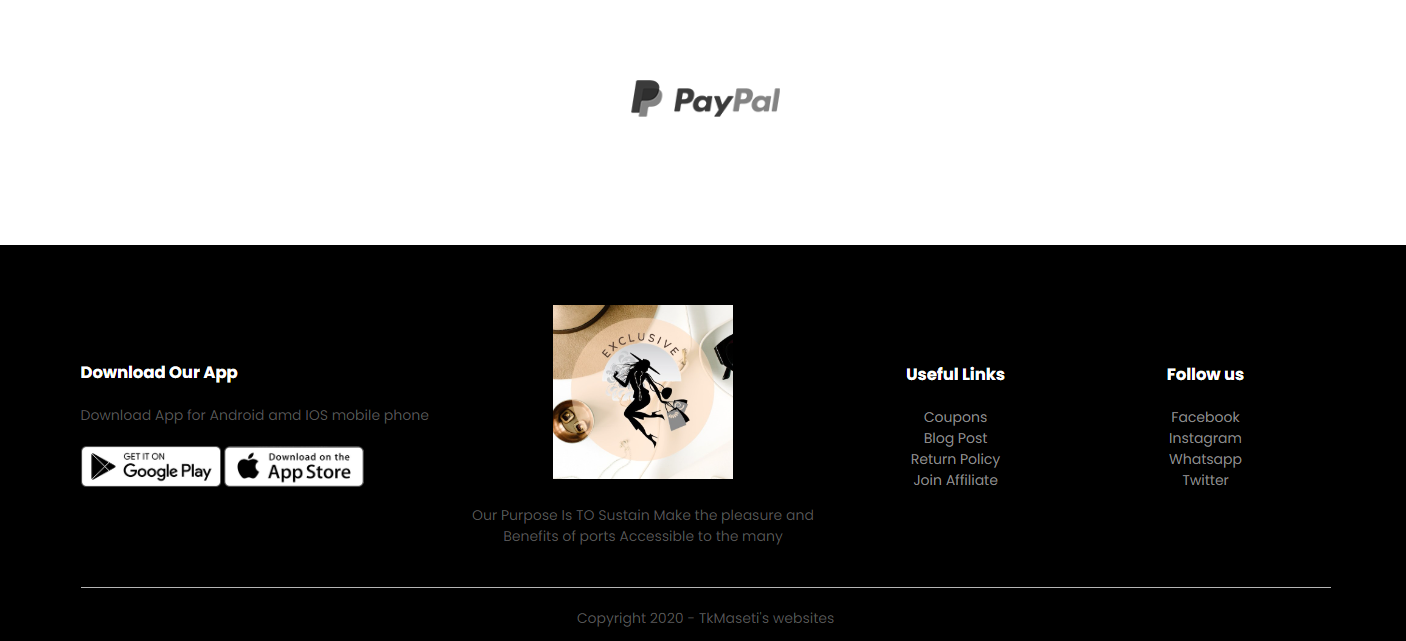 PayPal
Download Our App
Download App for Android amd IOS mobile phone
GET IT ON
Google Play
Download on the
App Store
EXCLUSIVE
Our Purpose Is TO Sustain Make the pleasure and
Benefits of ports Accessible to the many
Useful Links
Coupons
Blog Post
Return Policy
Join Affiliate
Follow us
Facebook
Instagram
Whatsapp
Twitter
Copyright 2020 - TkMaseti's websites